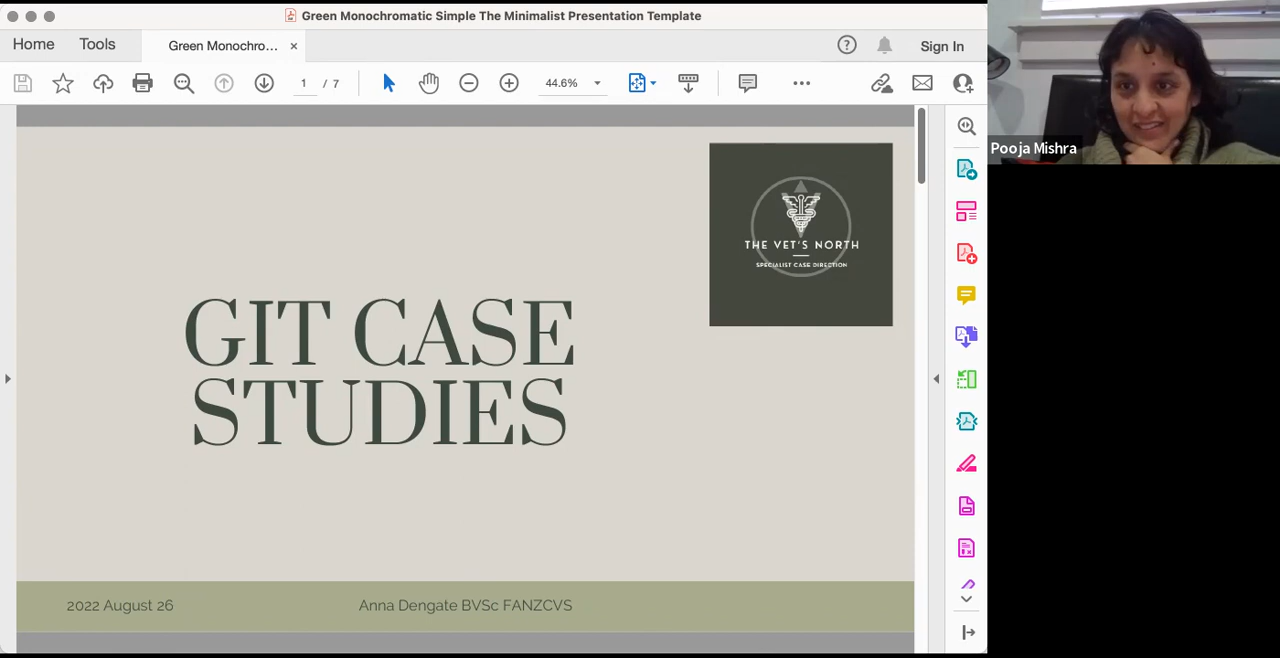 Green Monochromatic Simple The Minimalist Presentation Template
Home
Tools
Green Monochro...
Sign In
1 / 7
44.6%
Pooja Mishra
THE VET'S NORTH
SPECIALIST CASE DIRECTION
GIT CASE
STUDIES
2022 August 26
Anna Dengate BVSc FANZCVS